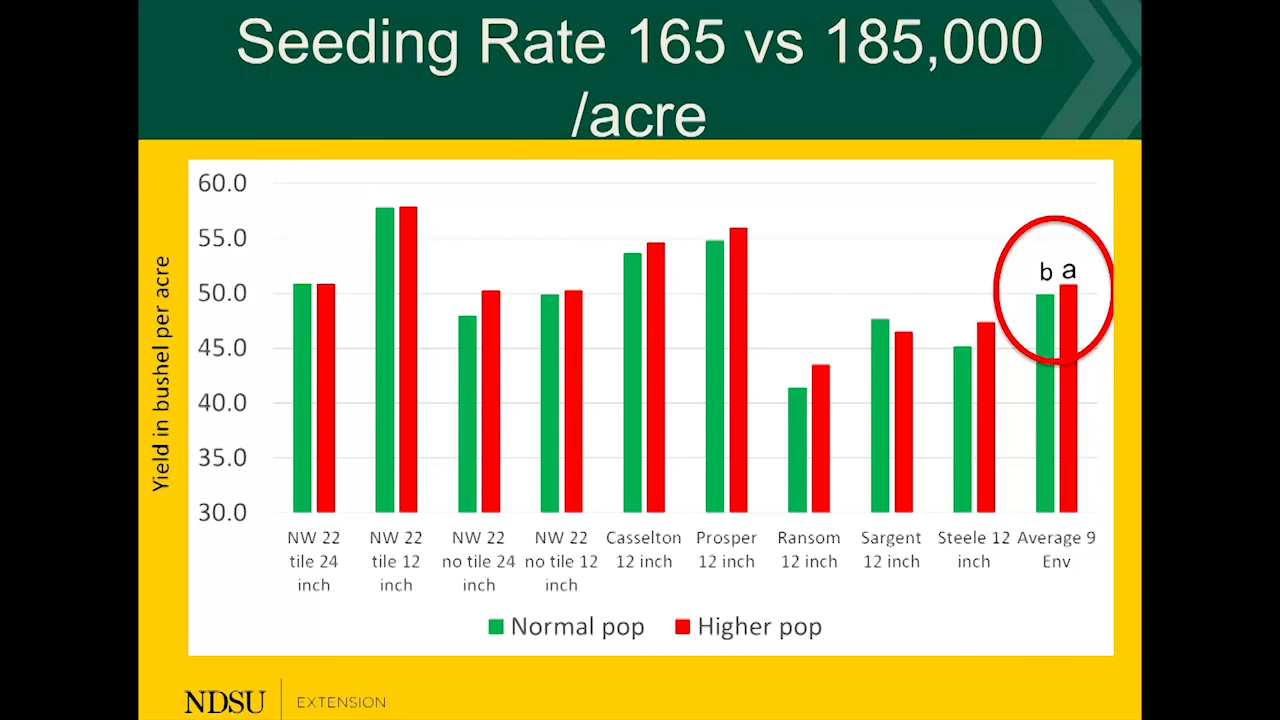 Seeding Rate 165 vs 185,000
/acre
Yield in bushel per acre
60.0
55.0
50.0
45.0
40.0
35.0
30.0
b a
NW 22 tile 24 inch
NW 22 tile 12 inch
NW 22 no tile 24 inch
NW 22 no tile 12 inch
Casselton 12 inch
Prosper 12 inch
Ransom 12 inch
Sargent 12 inch
Steele 12 inch
Average 9 Env
Normal pop
Higher pop
NDSU EXTENSION